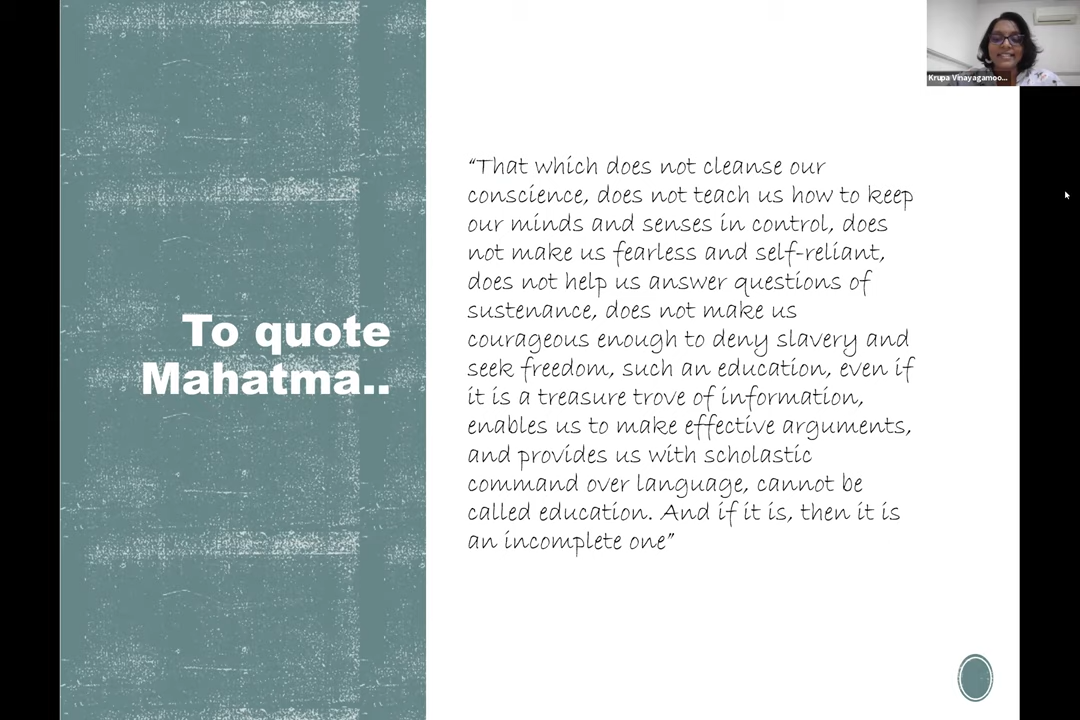 To quote
Mahatma..
“That which does not cleanse our
conscience, does not teach us how to keep
our minds and senses in control, does
not make us fearless and self-reliant,
does not help us answer questions of
sustenance, does not make us
courageous enough to deny slavery and
seek freedom, such an education, even if
it is a treasure trove of information,
enables us to make effective arguments,
and provides us with scholastic
command over language, cannot be
called education. And if it is, then it is
an incomplete one”
Krupa Vinayagamoo...